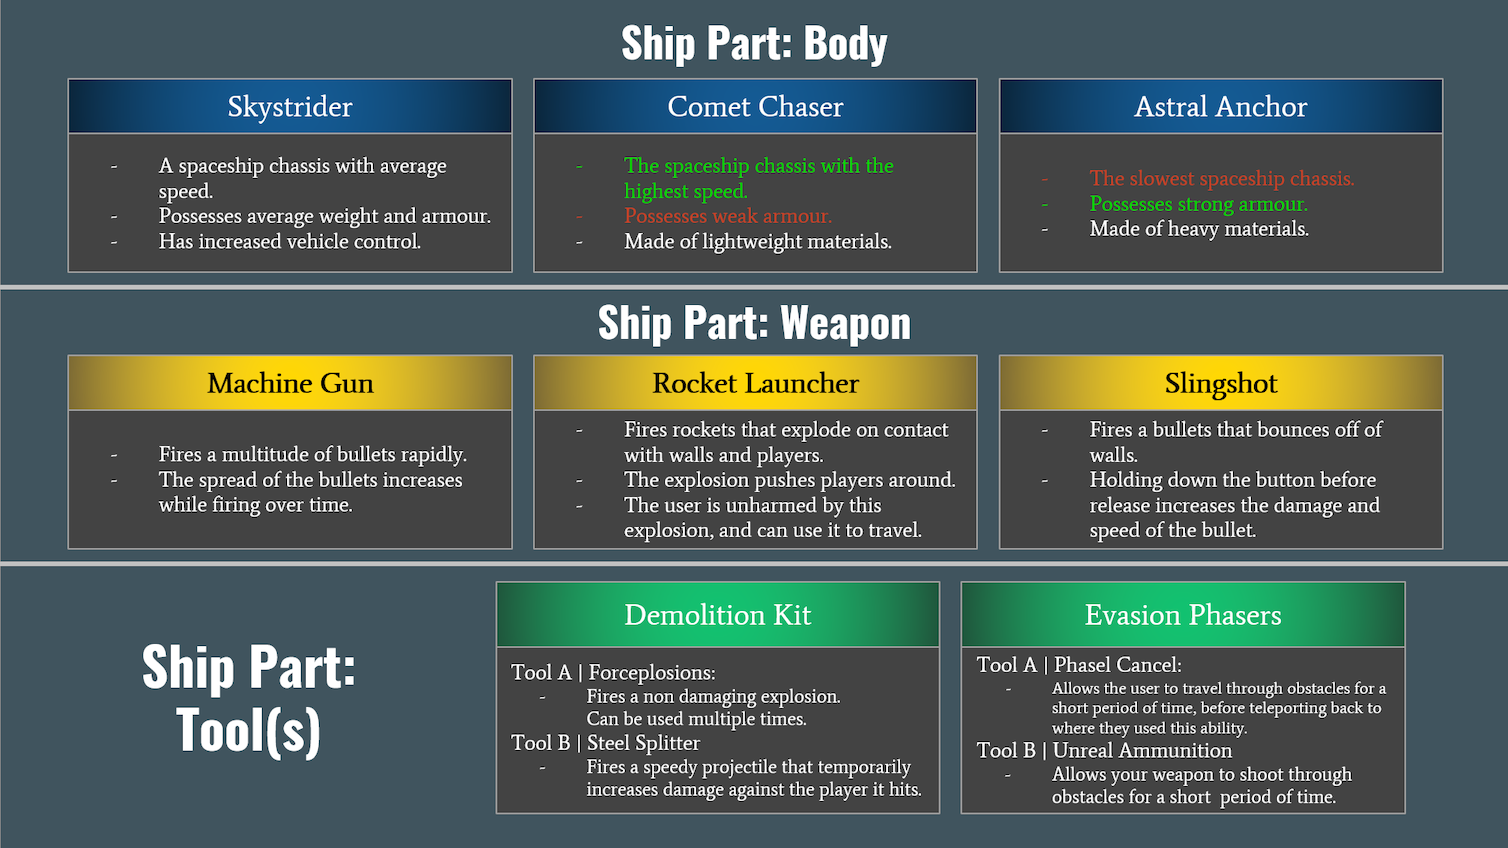 Ship Part: Body
Skystrider
- A spaceship chassis with average
speed.
- Possesses average weight and armour.
- Has increased vehicle control.
Comet Chaser
- The spaceship chassis with the
highest speed.
- Possesses weak armour.
- Made of lightweight materials.
Astral Anchor
- The slowest spaceship chassis.
- Possesses strong armour.
- Made of heavy materials.
Ship Part: Weapon
Machine Gun
- Fires a multitude of bullets rapidly.
- The spread of the bullets increases
while firing over time.
Rocket Launcher
- Fires rockets that explode on contact
with walls and players.
- The explosion pushes players around.
- The user is unharmed by this
explosion, and can use it to travel.
Slingshot
- Fires a bullets that bounces off of
walls.
- Holding down the button before
release increases the damage and
speed of the bullet.
Ship Part:
Tool(s)
Demolition Kit
Tool A | Forceplosions:
- Fires a non damaging explosion.
Can be used multiple times.
Tool B | Steel Splitter
- Fires a speedy projectile that temporarily
increases damage against the player it hits.
Evasion Phasers
Tool A | Phasel Cancel:
- Allows the user to travel through obstacles for a
short period of time, before teleporting back to
where they used this ability.
Tool B | Unreal Ammunition
- Allows your weapon to shoot through
obstacles for a short period of time.